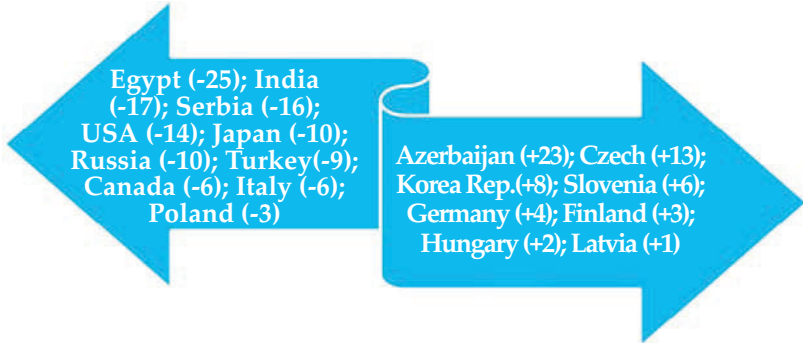 Egypt (-25); India
(-17); Serbia (-16);
USA (-14); Japan (-10);
Russia (-10); Turkey(-9);
Canada (-6); Italy (-6);
Poland (-3)
Azerbaijan (+23); Czech (+13);
Korea Rep.(+8); Slovenia (+6);
Germany (+4); Finland (+3);
Hungary (+2); Latvia (+1)